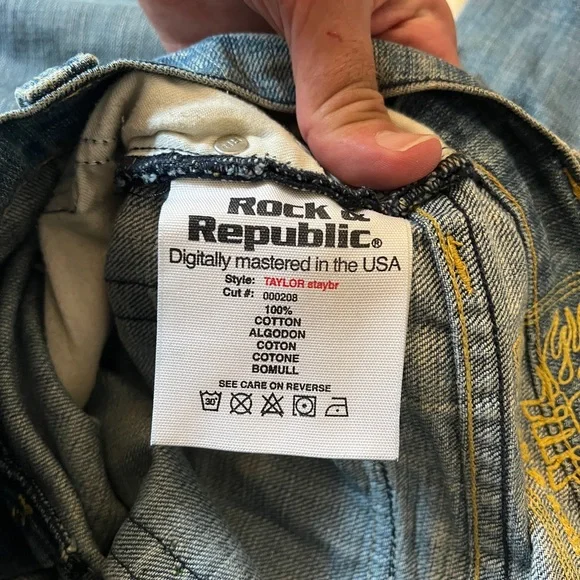 Rock &
Republic®
Digitally mastered in the USA
Style: TAYLOR staybr
Cut #: 000208
100%
COTTON
ALGODON
COTON
COTONE
BOMULL
SEE CARE ON REVERSE
30°